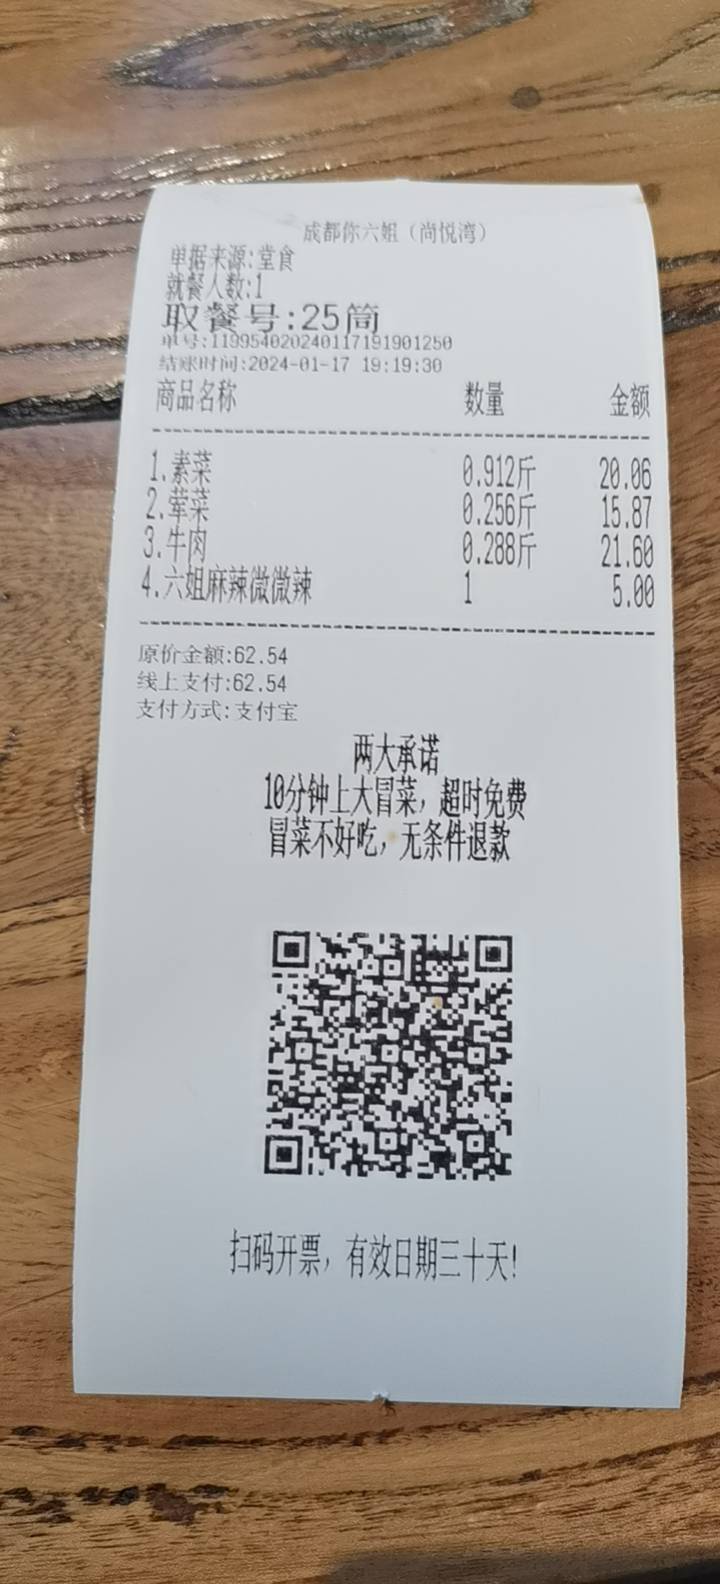 成都你六姐（尚悦湾）
单据来源:堂食
就餐人数:1
取餐号:25筒
单号:119954020240117191901250
结账时间:2024-01-17 19:19:30
商品名称 数量 金额
1.素菜 0.912斤 20.06
2.荤菜 0.256斤 15.87
3.牛肉 0.288斤 21.60
4.六姐麻辣微微辣 1 5.00
原价金额:62.54
线上支付:62.54
支付方式:支付宝
两大承诺
10分钟上大冒菜，超时免费
冒菜不好吃，无条件退款
扫码开票，有效日期三十天!